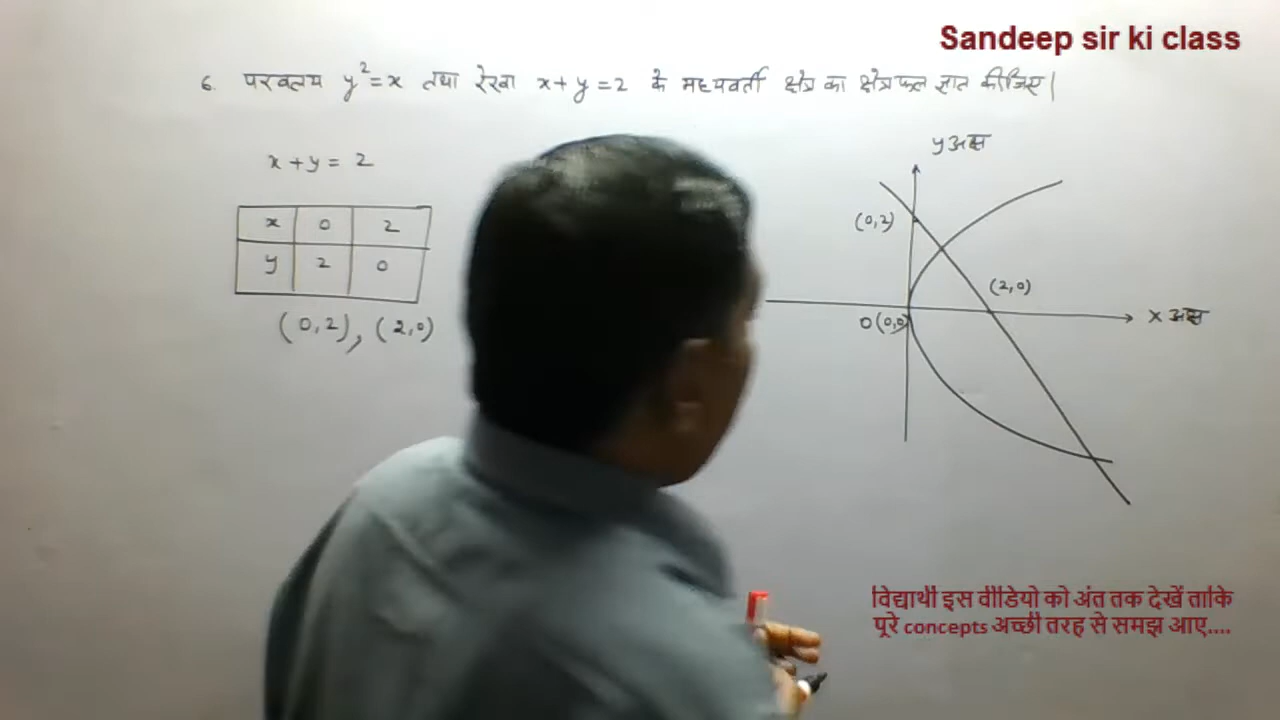 Sandeep sir ki class
6. परवलय y² = x तथा रेखा x + y = 2 के मध्यवर्ती क्षेत्र का क्षेत्रफल ज्ञात कीजिए।
x + y = 2
x 0 2
y 2 0
(0,2), (2,0)
y अक्ष
(0,2)
(2,0)
O(0,0)
x अक्ष
विद्यार्थी इस वीडियो को अंत तक देखें ताकि
पूरे concepts अच्छी तरह से समझ आए....